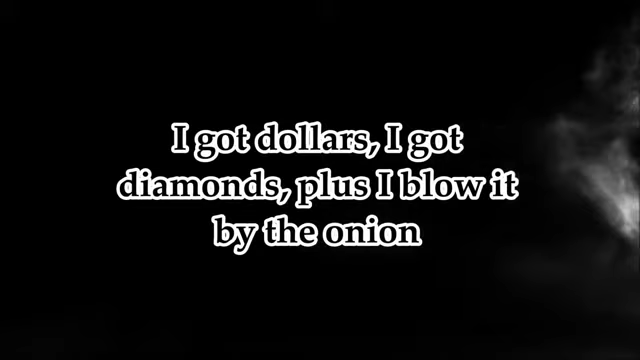 I got dollars, I got
diamonds, plus I blow it
by the onion